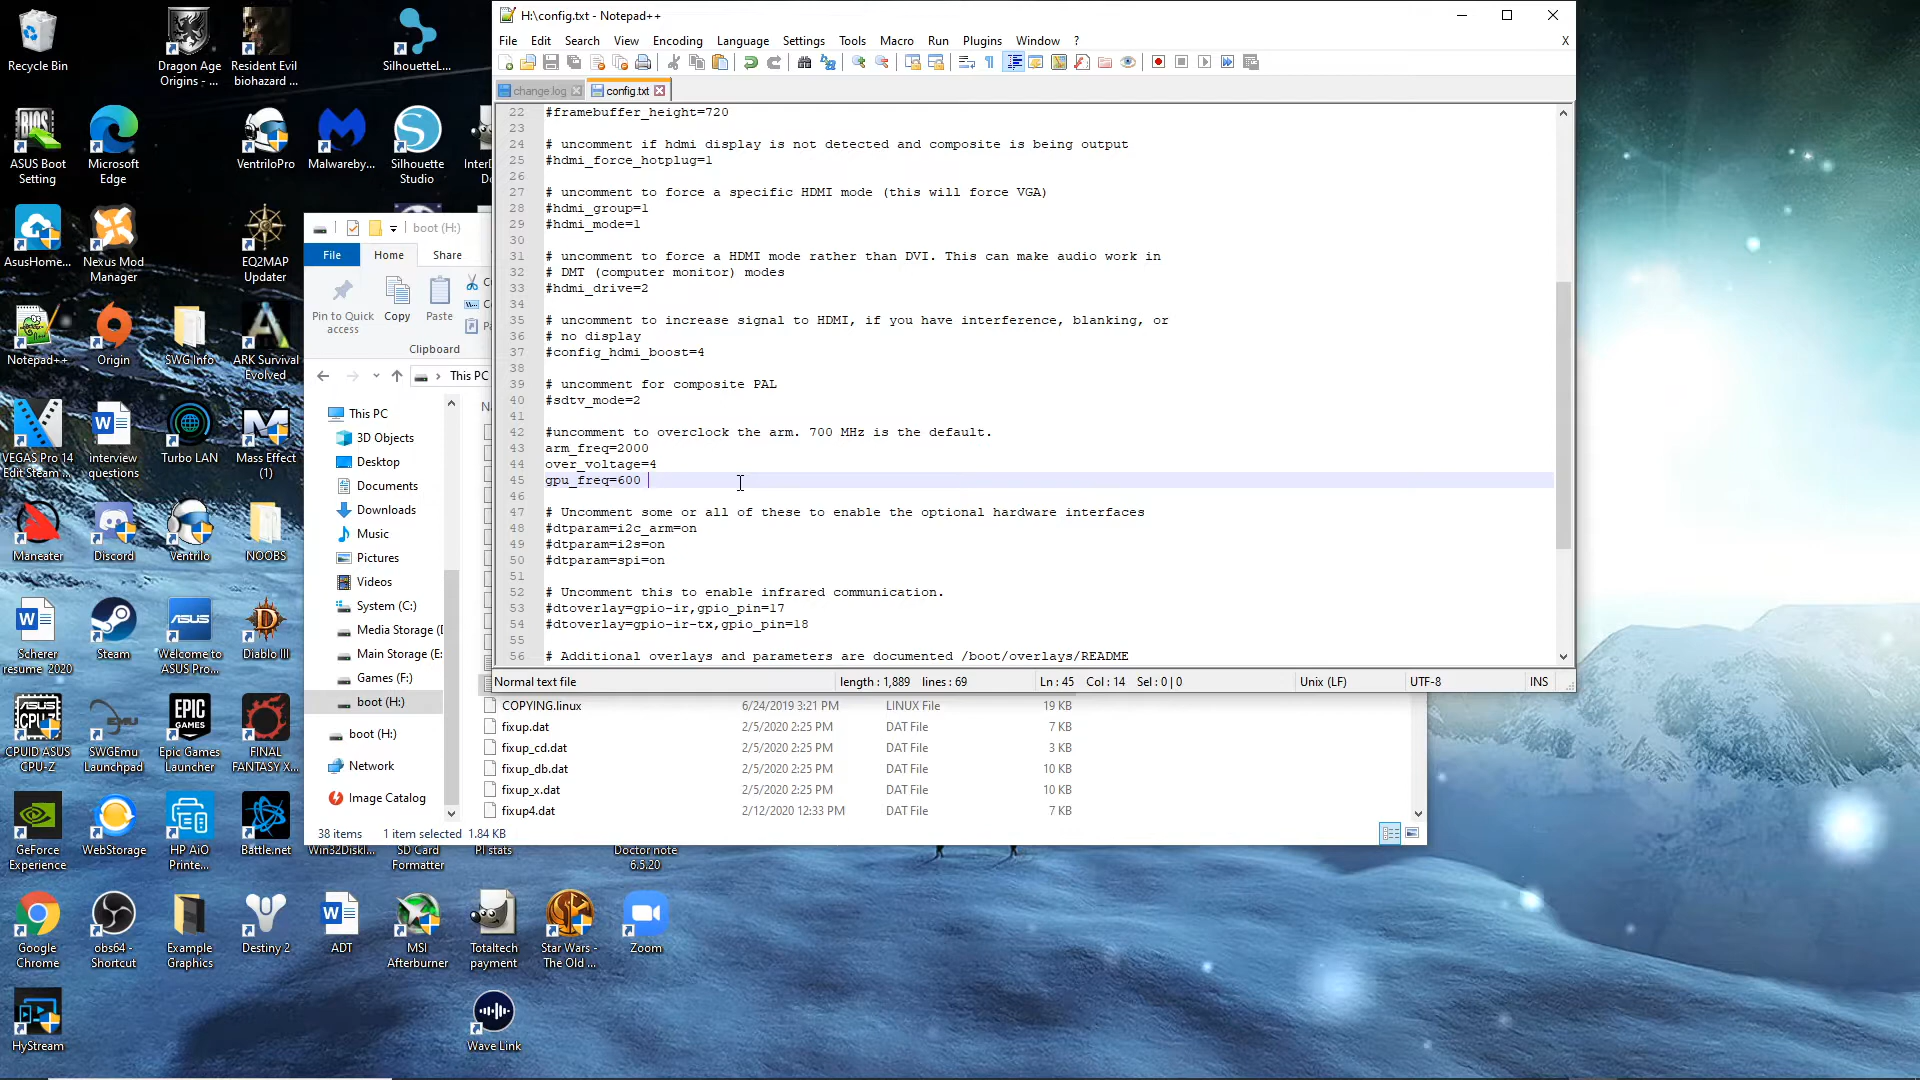 Recycle Bin
Dragon Age
Origins - ...
Resident Evil
biohazard ...
SilhouetteL...
ASUS Boot
Setting
Microsoft
Edge
VentriloPro
Malwareby...
Silhouette
Studio
AsusHome...
Nexus Mod
Manager
EQ2MAP
Updater
Notepad++
Origin
SWG Info
ARK Survival
Evolved
VEGAS Pro 14
Edit Steam ...
interview
questions
Turbo LAN
Mass Effect
(1)
Maneater
Discord
Ventrilo
NOOBS
Scherer
resume_2020
Steam
Welcome to
ASUS Pro...
Diablo III
CPUID ASUS
CPU-Z
SWGEmu
Launchpad
Epic Games
Launcher
FINAL
FANTASY X...
GeForce
Experience
WebStorage
HP AiO
Printe...
Battle.net
Win32DiskI...
SD Card
Formatter
PI stats
Doctor note
6.5.20
Google
Chrome
obs64 -
Shortcut
Example
Graphics
Destiny 2
ADT
MSI
Afterburner
Totaltech
payment
Star Wars -
The Old ...
Zoom
HyStream
Wave Link
H:\config.txt - Notepad++
File Edit Search View Encoding Language Settings Tools Macro Run Plugins Window ? X
change.log config.txt
22 #framebuffer_height=720
23
24 # uncomment if hdmi display is not detected and composite is being output
25 #hdmi_force_hotplug=1
26
27 # uncomment to force a specific HDMI mode (this will force VGA)
28 #hdmi_group=1
29 #hdmi_mode=1
30
31 # uncomment to force a HDMI mode rather than DVI. This can make audio work in
32 # DMT (computer monitor) modes
33 #hdmi_drive=2
34
35 # uncomment to increase signal to HDMI, if you have interference, blanking, or
36 # no display
37 #config_hdmi_boost=4
38
39 # uncomment for composite PAL
40 #sdtv_mode=2
41
42 #uncomment to overclock the arm. 700 MHz is the default.
43 arm_freq=2000
44 over_voltage=4
45 gpu_freq=600
46
47 # Uncomment some or all of these to enable the optional hardware interfaces
48 #dtparam=i2c_arm=on
49 #dtparam=i2s=on
50 #dtparam=spi=on
51
52 # Uncomment this to enable infrared communication.
53 #dtoverlay=gpio-ir,gpio_pin=17
54 #dtoverlay=gpio-ir-tx,gpio_pin=18
55
56 # Additional overlays and parameters are documented /boot/overlays/README
Normal text file length : 1,889 lines : 69 Ln : 45 Col : 14 Sel : 0 | 0 Unix (LF) UTF-8 INS
boot (H:)
File Home Share
Pin to Quick
access
Copy
Paste
Clipboard
This PC
This PC
3D Objects
Desktop
Documents
Downloads
Music
Pictures
Videos
System (C:)
Media Storage (
Main Storage (E:
Games (F:)
boot (H:)
boot (H:)
Network
Image Catalog
COPYING.linux 6/24/2019 3:21 PM LINUX File 19 KB
fixup.dat 2/5/2020 2:25 PM DAT File 7 KB
fixup_cd.dat 2/5/2020 2:25 PM DAT File 3 KB
fixup_db.dat 2/5/2020 2:25 PM DAT File 10 KB
fixup_x.dat 2/5/2020 2:25 PM DAT File 10 KB
fixup4.dat 2/12/2020 12:33 PM DAT File 7 KB
38 items 1 item selected 1.84 KB